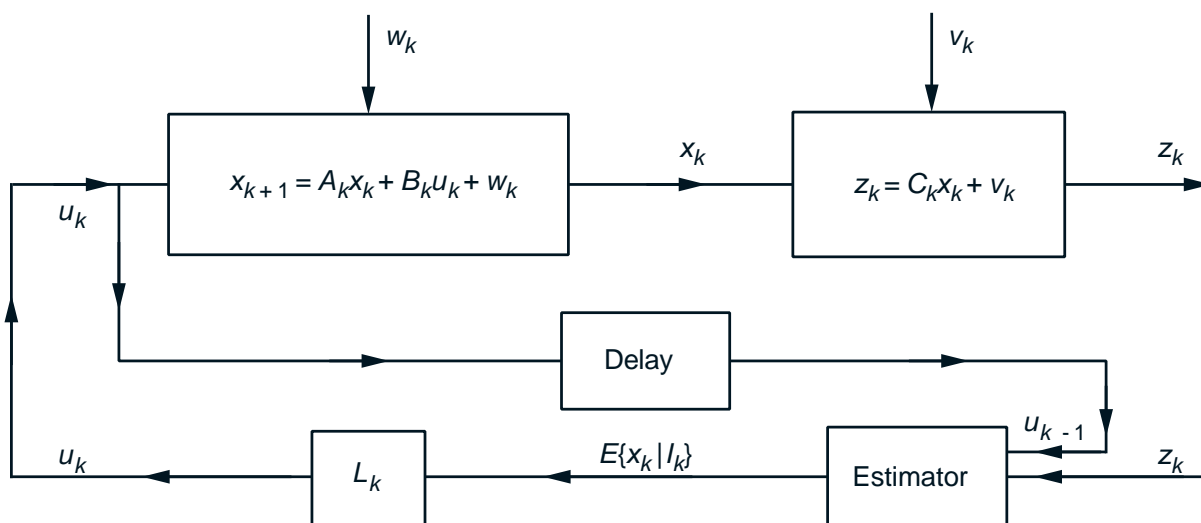 w_k
v_k
x_{k+1} = A_k x_k + B_k u_k + w_k
x_k
z_k = C_k x_k + v_k
z_k
u_k
Delay
u_{k-1}
u_k
L_k
E{x_k | I_k}
Estimator
z_k